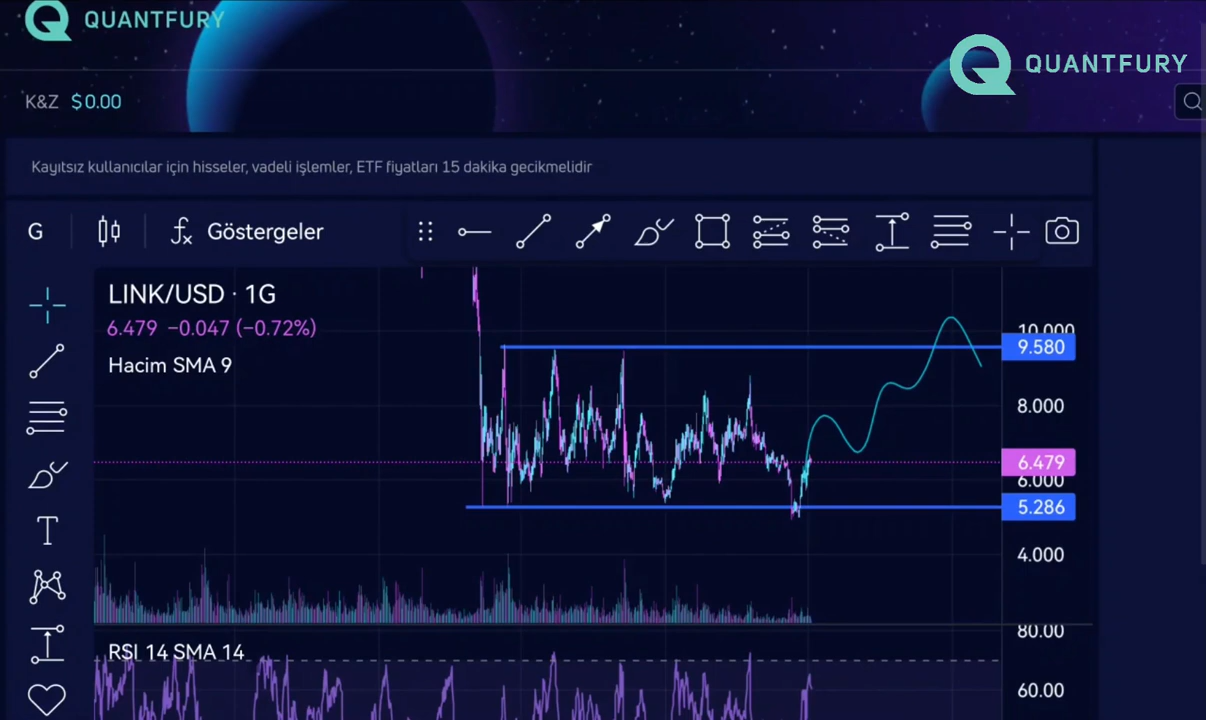 QUANTFURY
QUANTFURY
K&Z $0.00
Kayıtsız kullanıcılar için hisseler, vadeli işlemler, ETF fiyatları 15 dakika gecikmelidir
G
fx Göstergeler
LINK/USD · 1G
6.479 −0.047 (−0.72%)
Hacim SMA 9
10.000
9.580
8.000
6.479
6.000
5.286
4.000
T
RSI 14 SMA 14
80.00
60.00